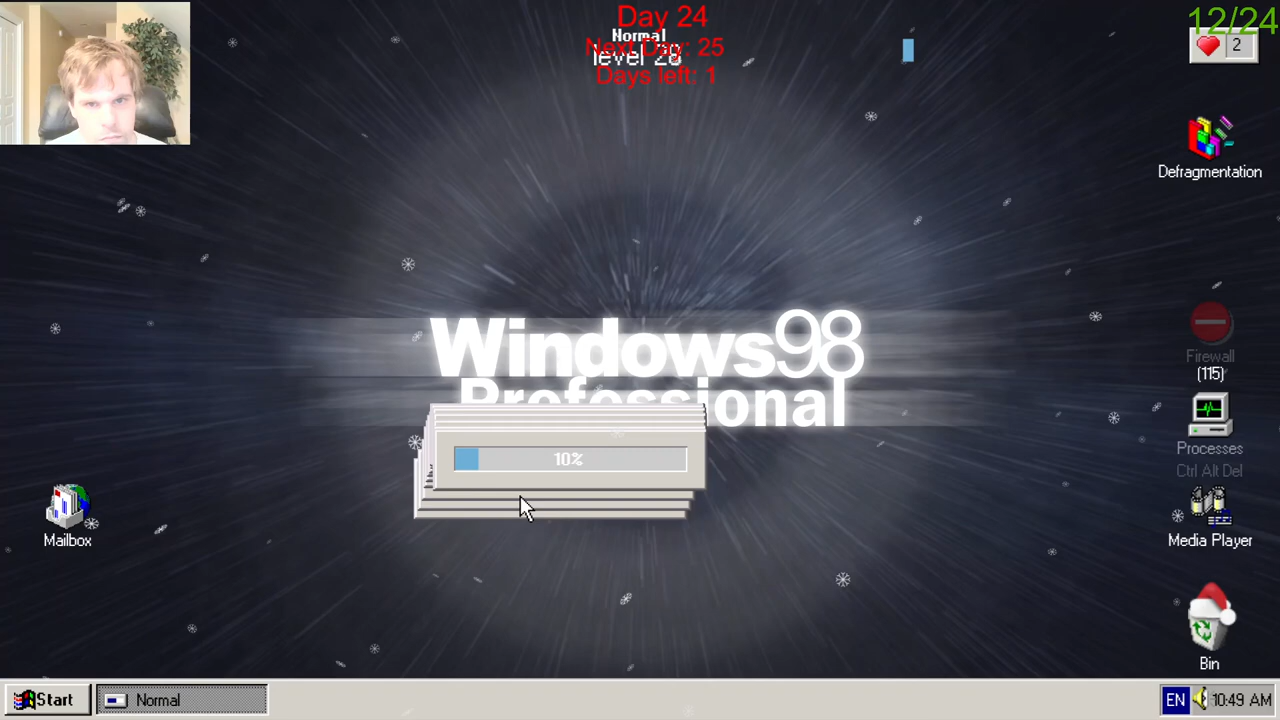 Day 24
Normal
Next Day: 25
level 28
Days left: 1
12/24
2
Defragmentation
Windows98
Professional
Firewall
(115)
10%
Processes
Ctrl Alt Del
Mailbox
Media Player
Bin
Start
Normal
EN
10:49 AM